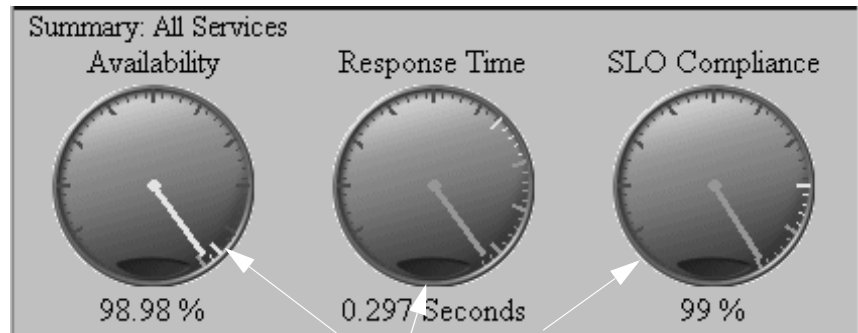 Summary: All Services
Availability
Response Time
SLO Compliance
98.98 %
0.297 Seconds
99 %